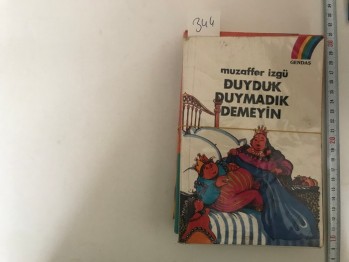 344
GENDAŞ
muzaffer izgü
DUYDUK
DUYMADIK
DEMEYİN